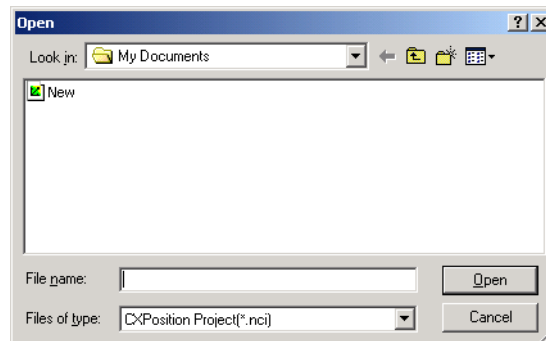 Open
Look in: My Documents
New
File name: Open
Files of type: CXPosition Project(*.nci) Cancel